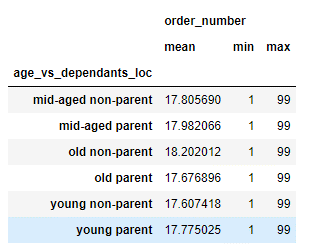 order_number
mean min max
age_vs_dependants_loc
mid-aged non-parent 17.805690 1 99
mid-aged parent 17.982066 1 99
old non-parent 18.202012 1 99
old parent 17.676896 1 99
young non-parent 17.607418 1 99
young parent 17.775025 1 99